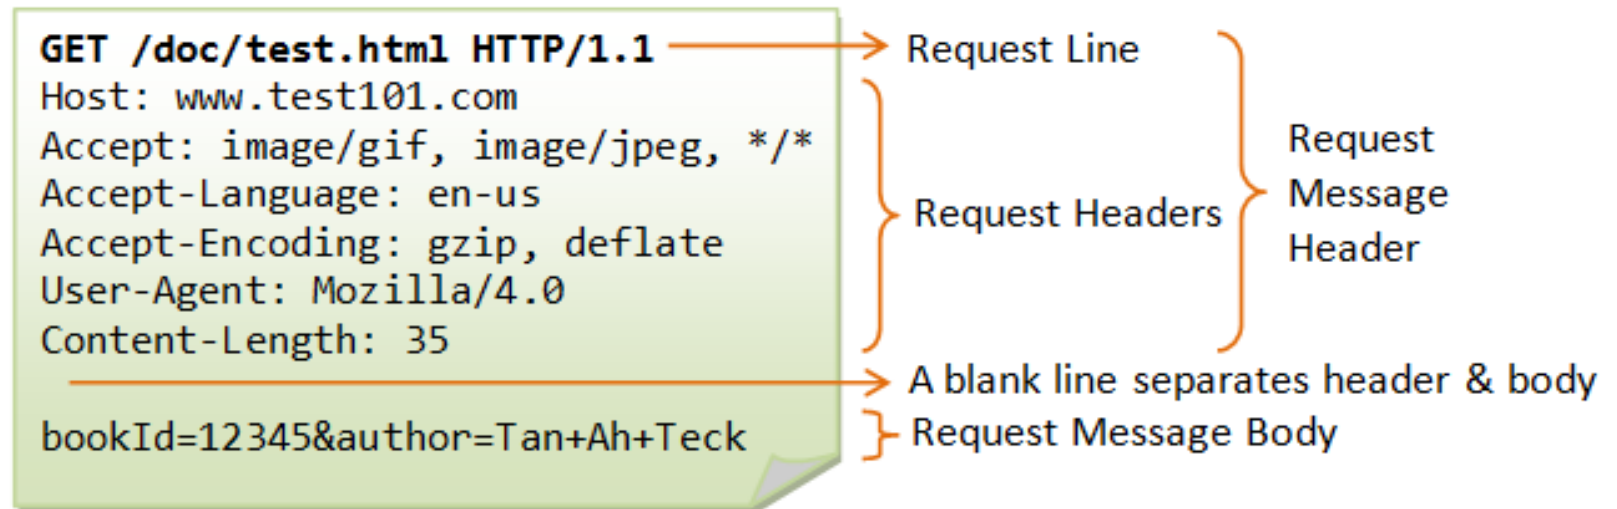 GET /doc/test.html HTTP/1.1
Host: www.test101.com
Accept: image/gif, image/jpeg, */*
Accept-Language: en-us
Accept-Encoding: gzip, deflate
User-Agent: Mozilla/4.0
Content-Length: 35
bookId=12345&author=Tan+Ah+Teck
Request Line
Request Headers
Request
Message
Header
A blank line separates header & body
Request Message Body